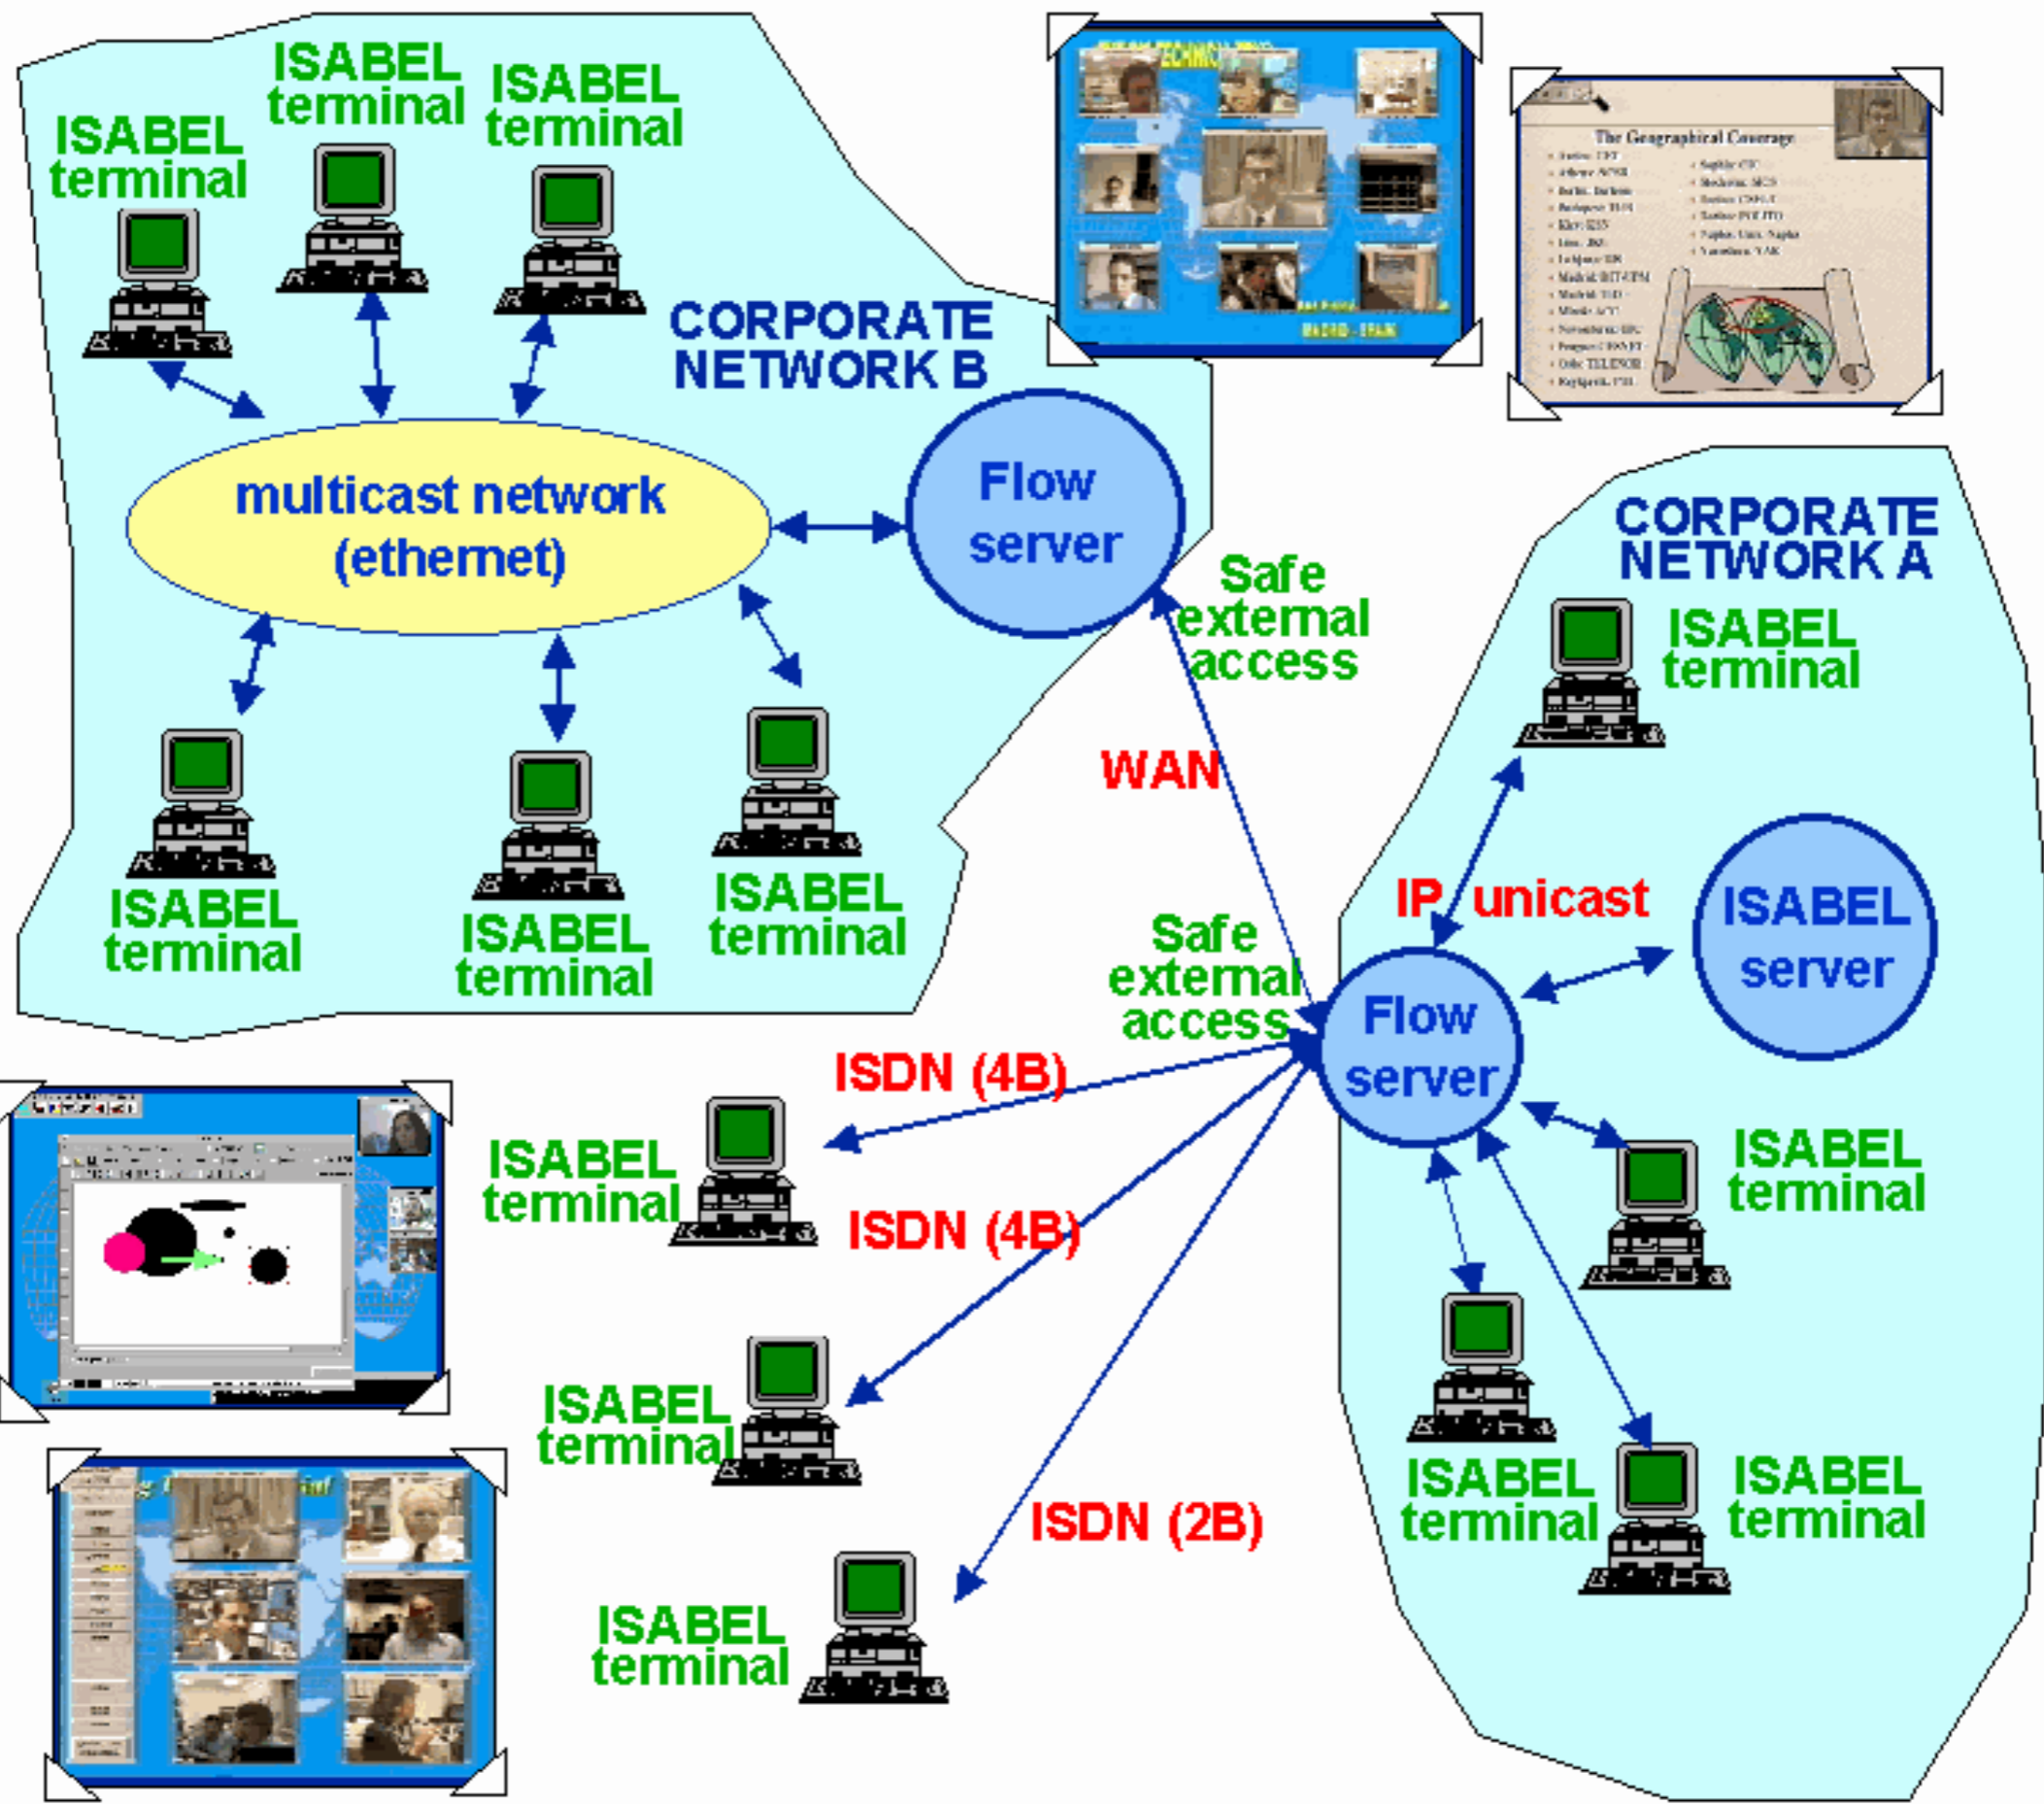 ISABEL
terminal
ISABEL
terminal
ISABEL
terminal
CORPORATE
NETWORK B
multicast network
(ethernet)
Flow
server
ISABEL
terminal
ISABEL
terminal
ISABEL
terminal
The Geographical Coverage
MADRID - SPAIN
Safe
external
access
WAN
Safe
external
access
CORPORATE
NETWORK A
ISABEL
terminal
IP unicast
ISABEL
server
Flow
server
ISABEL
terminal
ISABEL
terminal
ISABEL
terminal
ISDN (4B)
ISABEL
terminal
ISDN (4B)
ISABEL
terminal
ISDN (2B)
ISABEL
terminal